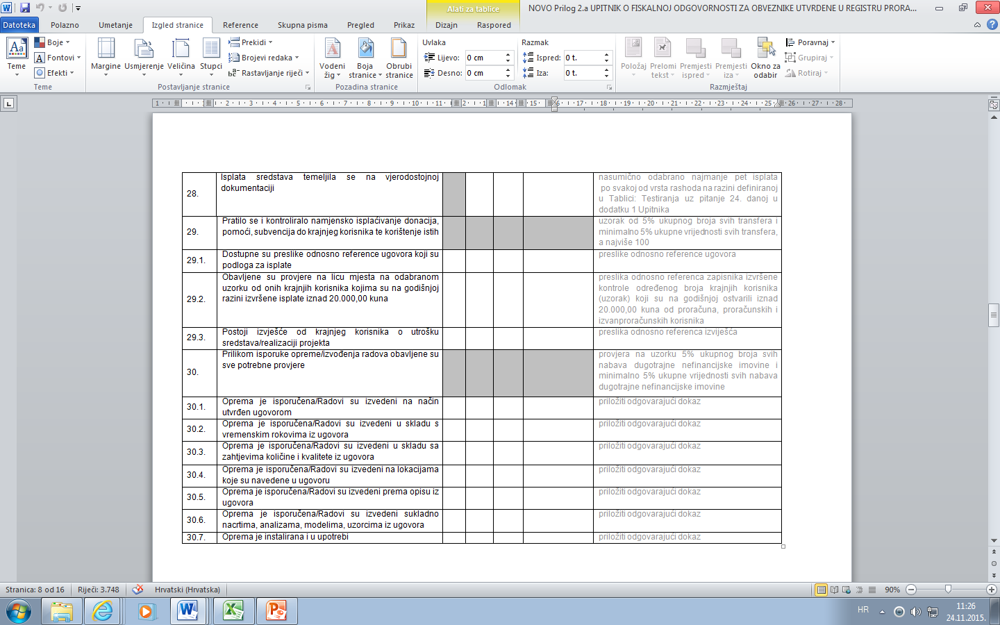 Alati za tablice
NOVO Prilog 2.a UPITNIK O FISKALNOJ ODGOVORNOSTI ZA OBVEZNIKE UTVRĐENE U REGISTRU PRORA...
Datoteka Polazno Umetanje Izgled stranice Reference Skupna pisma Pregled Prikaz Dizajn Raspored
Teme
Boje
Fontovi
Efekti
Teme
Margine Usmjerenje Veličina Stupci
Prekidi
Brojevi redaka
Rastavljanje riječi
Postavljanje stranice
Vodeni žig
Boja stranice
Obrubi stranice
Pozadina stranice
Uvlaka
Lijevo: 0 cm
Desno: 0 cm
Razmak
Ispred: 0 t.
Iza: 0 t.
Odlomak
Položaj
Prelomi tekst
Premjesti ispred
Premjesti iza
Okno za odabir
Poravnaj
Grupiraj
Rotiraj
Razmještaj
28.
Isplata sredstava temeljila se na vjerodostojnoj
dokumentaciji
nasumično odabrano najmanje pet isplata
po svakoj od vrsta rashoda na razini definiranoj
u Tablici: Testiranja uz pitanje 24. danoj u
dodatku 1 Upitnika
29.
Pratilo se i kontroliralo namjensko isplaćivanje donacija,
pomoći, subvencija do krajnjeg korisnika te korištenje istih
uzorak od 5% ukupnog broja svih transfera i
minimalno 5% ukupne vrijednosti svih transfera,
a najviše 100
29.1.
Dostupne su preslike odnosno reference ugovora koji su
podloga za isplate
preslike odnosno reference ugovora
29.2.
Obavljene su provjere na licu mjesta na odabranom
uzorku od onih krajnjih korisnika kojima su na godišnjoj
razini izvršene isplate iznad 20.000,00 kuna
preslika odnosno referenca zapisnika izvršene
kontrole određenog broja krajnjih korisnika
(uzorak) koji su na godišnjoj ostvarili iznad
20.000,00 kuna od proračuna, proračunskih i
izvanproračunskih korisnika
29.3.
Postoji izvješće od krajnjeg korisnika o utrošku
sredstava/realizaciji projekta
preslika odnosno referenca izviješća
30.
Prilikom isporuke opreme/izvođenja radova obavljene su
sve potrebne provjere
provjera na uzorku 5% ukupnog broja svih
nabava dugotrajne nefinancijske imovine i
minimalno 5% ukupne vrijednosti svih nabava
dugotrajne nefinancijske imovine
30.1.
Oprema je isporučena/Radovi su izvedeni na način
utvrđen ugovorom
priložiti odgovarajući dokaz
30.2.
Oprema je isporučena/Radovi su izvedeni u skladu s
vremenskim rokovima iz ugovora
priložiti odgovarajući dokaz
30.3.
Oprema je isporučena/Radovi su izvedeni u skladu sa
zahtjevima količine i kvalitete iz ugovora
priložiti odgovarajući dokaz
30.4.
Oprema je isporučena/Radovi su izvedeni na lokacijama
koje su navedene u ugovoru
priložiti odgovarajući dokaz
30.5.
Oprema je isporučena/Radovi su izvedeni prema opisu iz
ugovora
priložiti odgovarajući dokaz
30.6.
Oprema je isporučena/Radovi su izvedeni sukladno
nacrtima, analizama, modelima, uzorcima iz ugovora
priložiti odgovarajući dokaz
30.7.
Oprema je instalirana i u upotrebi
priložiti odgovarajući dokaz
Stranica: 8 od 16 Riječi: 3.748 Hrvatski (Hrvatska) 90%
HR
11:26
24.11.2015.